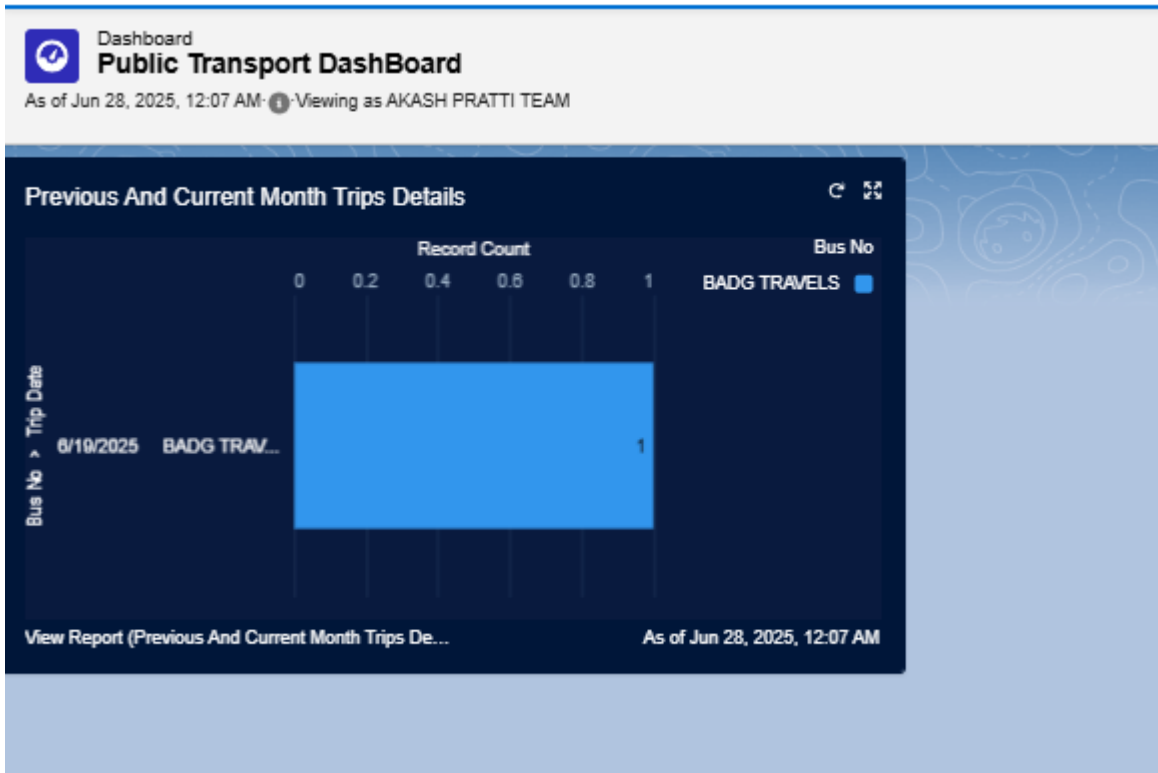 Dashboard
Public Transport DashBoard
As of Jun 28, 2025, 12:07 AM· ·Viewing as AKASH PRATTI TEAM
Previous And Current Month Trips Details
Record Count
Bus No
0 0.2 0.4 0.6 0.8 1
BADG TRAVELS
Bus No > Trip Date
6/19/2025 BADG TRAV...
1
View Report (Previous And Current Month Trips De...
As of Jun 28, 2025, 12:07 AM